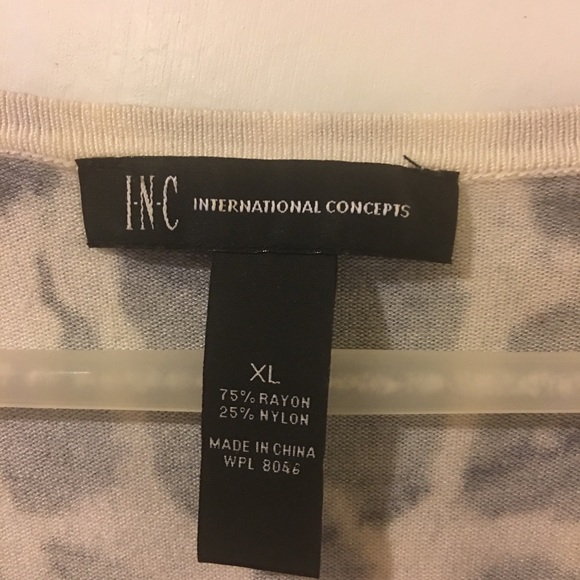 I-N-C INTERNATIONAL CONCEPTS
XL
75% RAYON
25% NYLON
MADE IN CHINA
WPL 8046